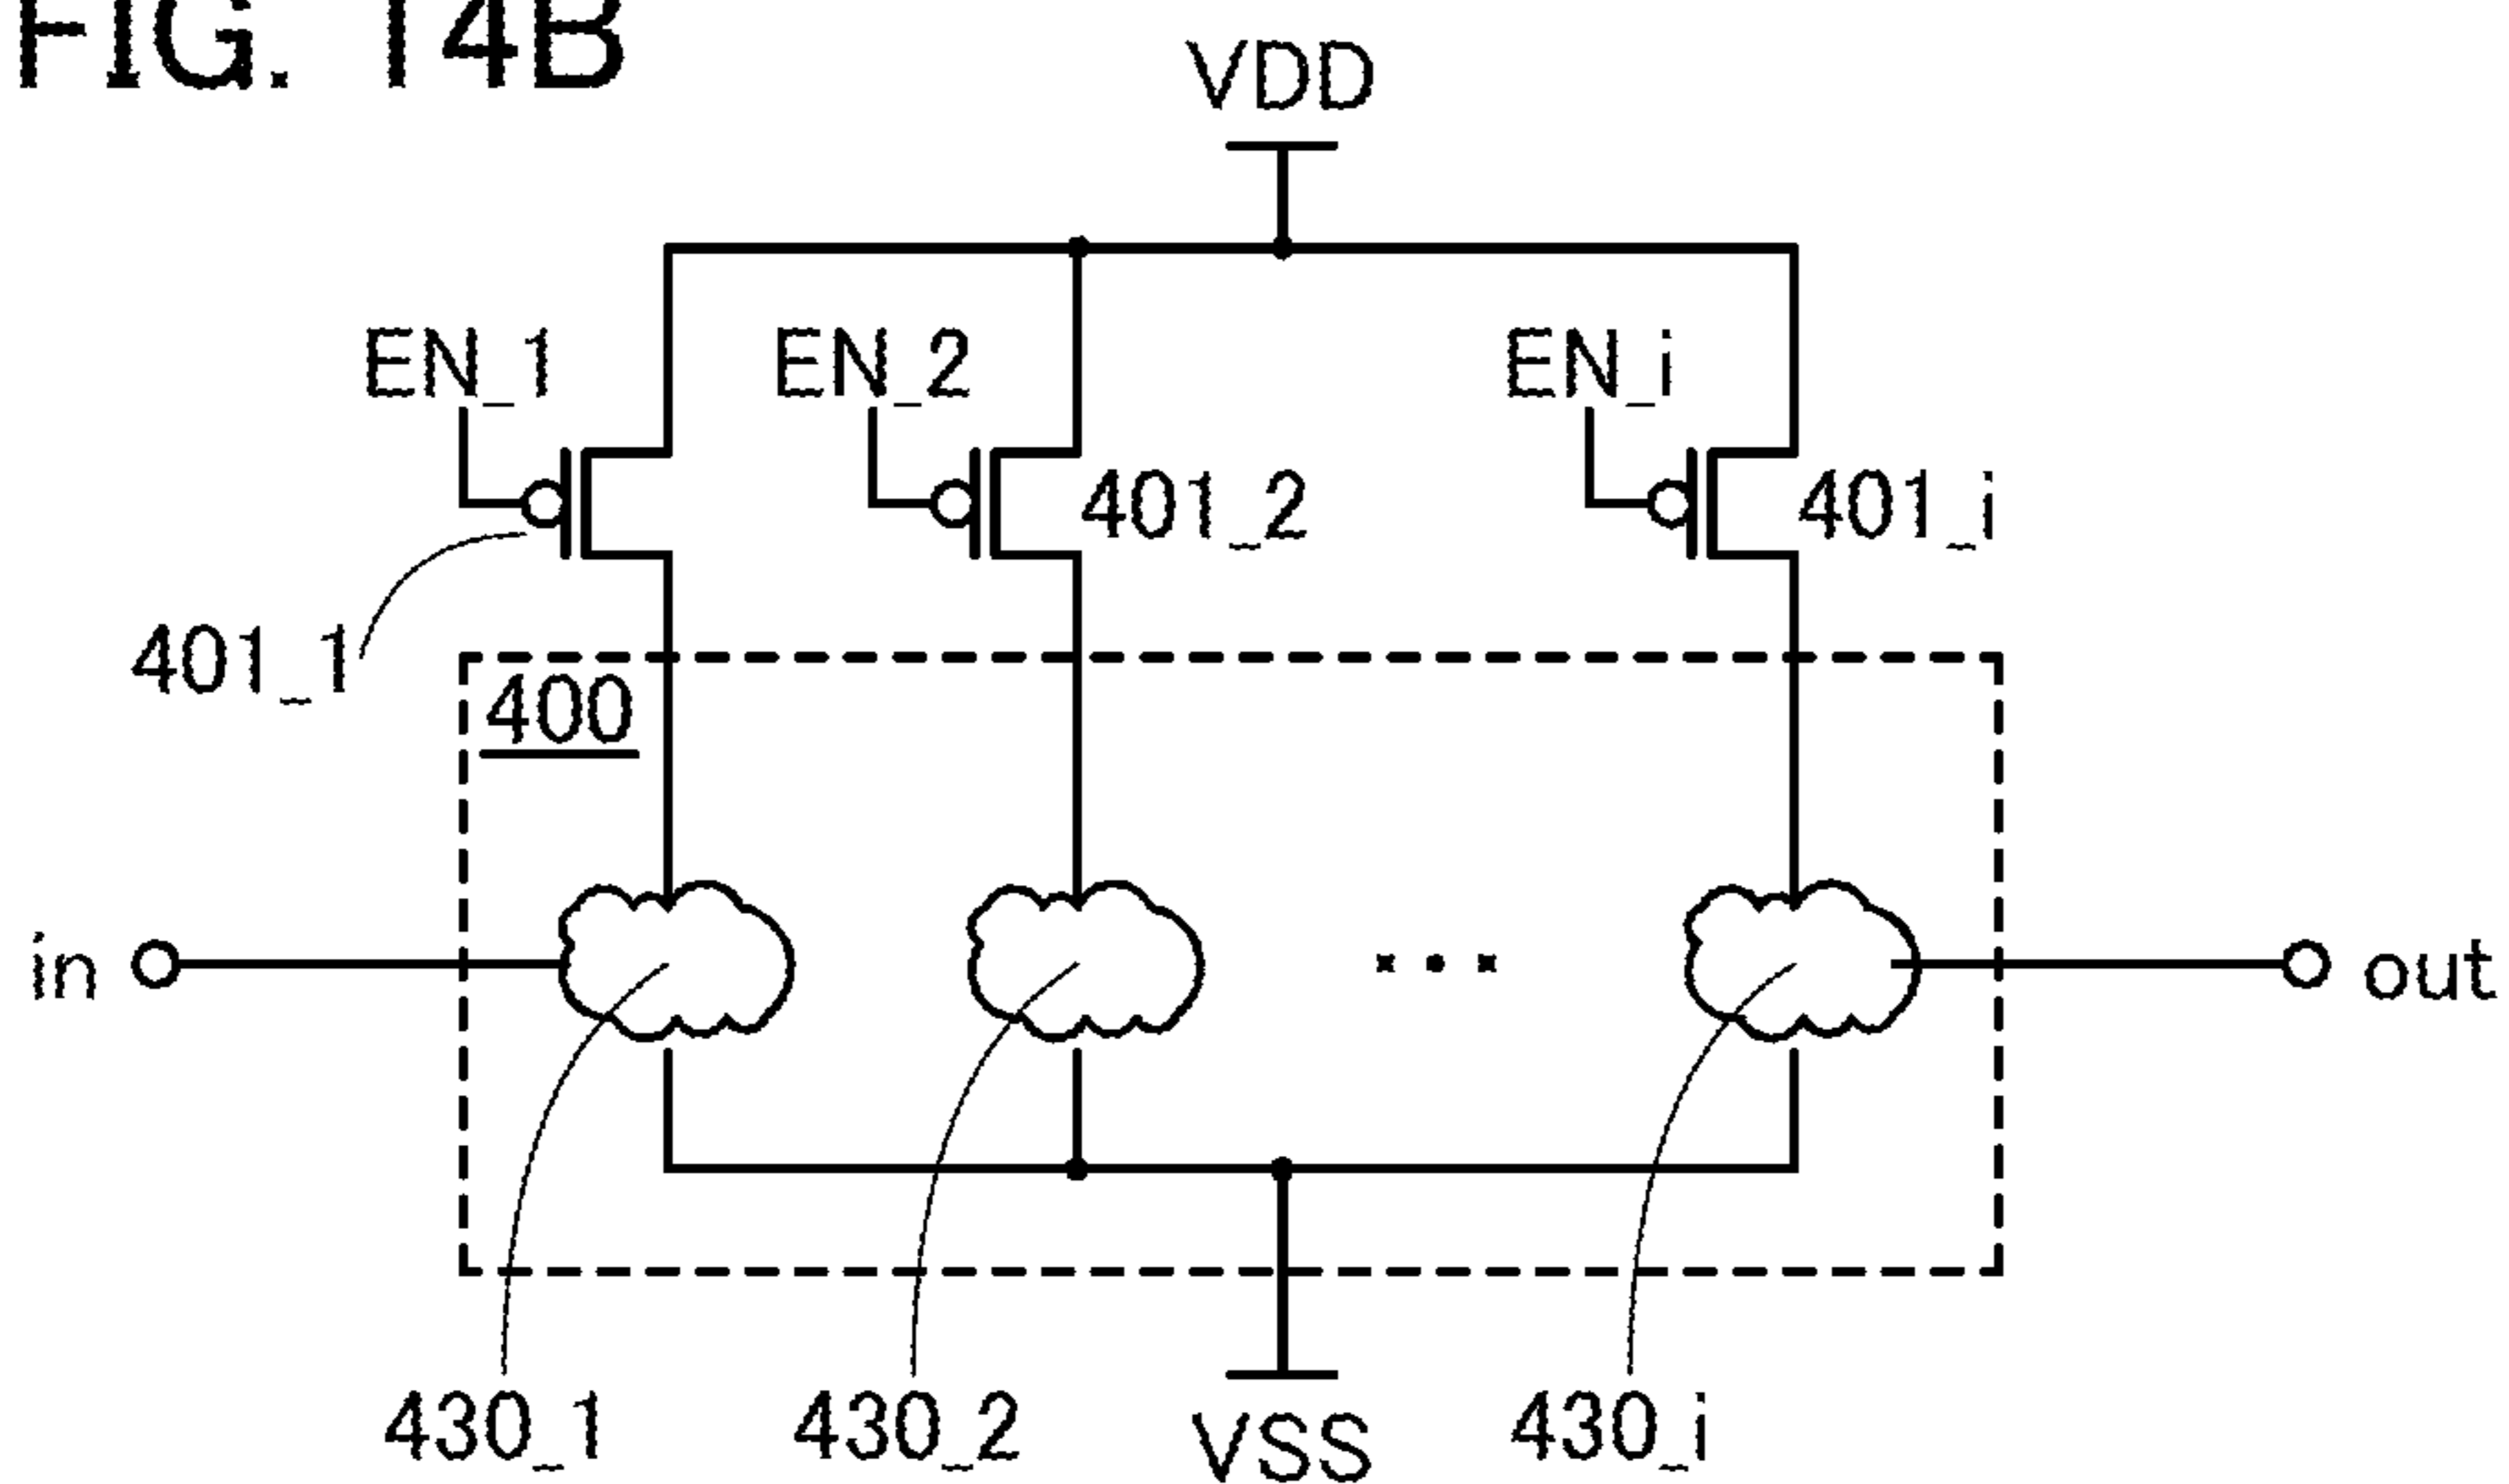 FIG. 14B
VDD
EN_1
EN_2
EN_i
401_2
401_i
401_1
400
in
...
out
430_1
430_2
430_i
VSS